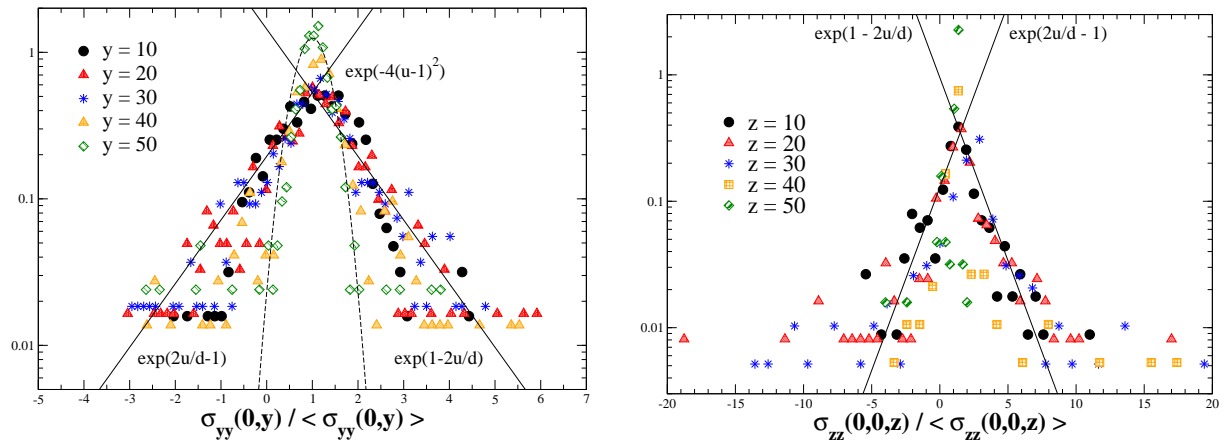 y = 10
y = 20
y = 30
y = 40
y = 50
exp(-4(u-1)²)
exp(2u/d-1)
exp(1-2u/d)
1
0.1
0.01
-5 -4 -3 -2 -1 0 1 2 3 4 5 6 7
σyy(0,y) / < σyy(0,y) >
exp(1 - 2u/d)
exp(2u/d - 1)
z = 10
z = 20
z = 30
z = 40
z = 50
1
0.1
0.01
-20 -15 -10 -5 0 5 10 15 20
σzz(0,0,z) / < σzz(0,0,z) >